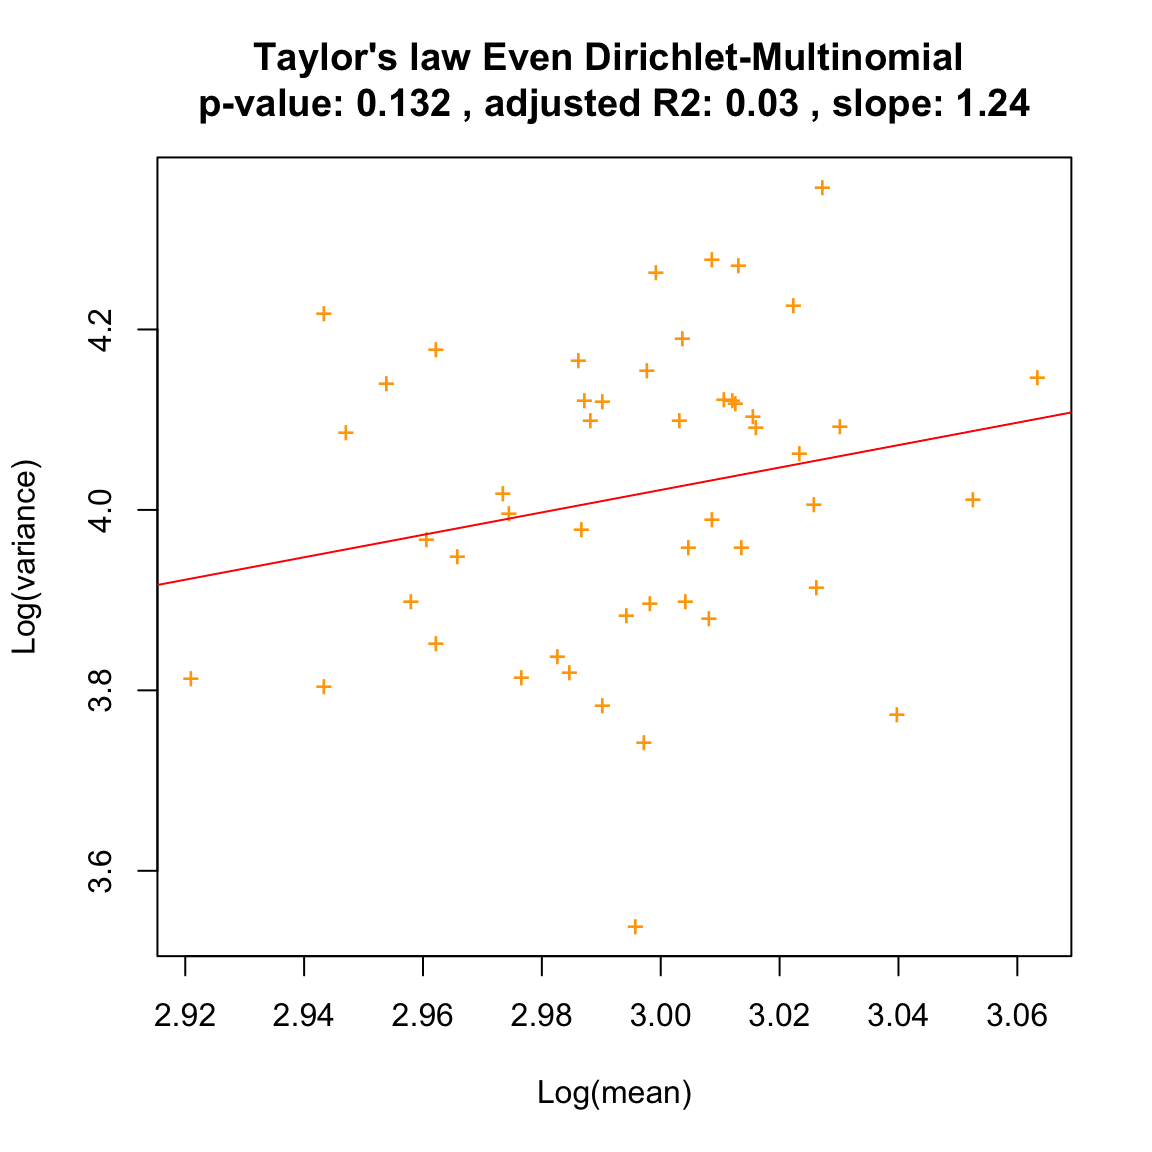 Taylor's law Even Dirichlet-Multinomial
p-value: 0.132 , adjusted R2: 0.03 , slope: 1.24
Log(variance)
4.2
4.0
3.8
3.6
2.92 2.94 2.96 2.98 3.00 3.02 3.04 3.06
Log(mean)